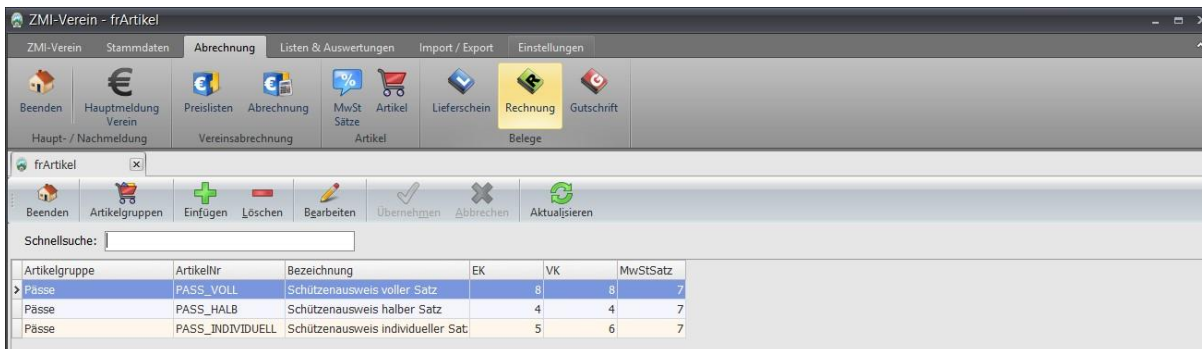 ZMI-Verein - frArtikel
ZMI-Verein Stammdaten Abrechnung Listen & Auswertungen Import / Export Einstellungen
€ € € % L R G
Beenden Hauptmeldung Verein Preislisten Abrechnung MwSt Sätze Artikel Lieferschein Rechnung Gutschrift
Haupt- / Nachmeldung Vereinsabrechnung Artikel Belege
frArtikel
Beenden Artikelgruppen Einfügen Löschen Bearbeiten Übernehmen Abbrechen Aktualisieren
Schnellsuche:
Artikelgruppe ArtikelNr Bezeichnung EK VK MwStSatz
Pässe PASS_VOLL Schützenausweis voller Satz 8 8 7
Pässe PASS_HALB Schützenausweis halber Satz 4 4 7
Pässe PASS_INDIVIDUELL Schützenausweis individueller Sat: 5 6 7